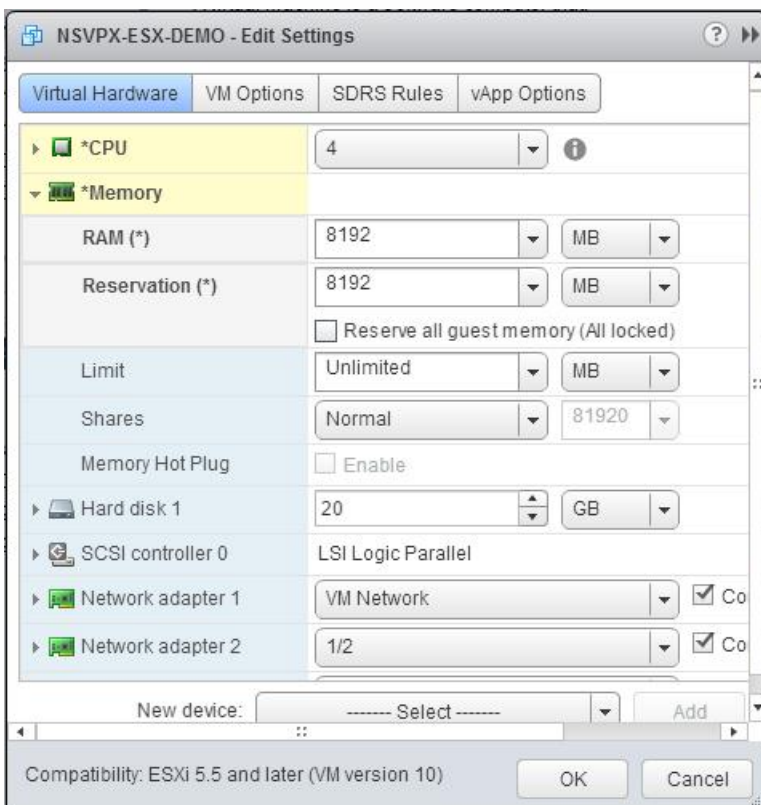 NSVPX-ESX-DEMO - Edit Settings
Virtual Hardware VM Options SDRS Rules vApp Options
*CPU 4
*Memory
RAM (*) 8192 MB
Reservation (*) 8192 MB
Reserve all guest memory (All locked)
Limit Unlimited MB
Shares Normal 81920
Memory Hot Plug Enable
Hard disk 1 20 GB
SCSI controller 0 LSI Logic Parallel
Network adapter 1 VM Network Co
Network adapter 2 1/2 Co
New device: ------- Select ------- Add
Compatibility: ESXi 5.5 and later (VM version 10) OK Cancel